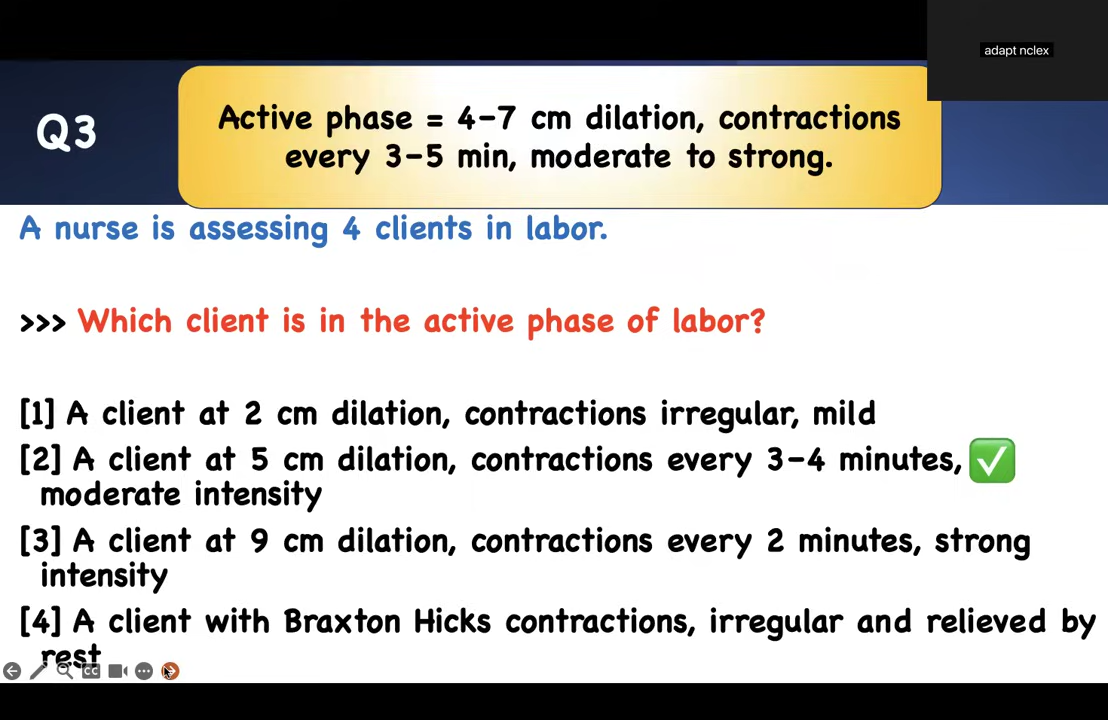 adapt nclex
Q3
Active phase = 4-7 cm dilation, contractions
every 3-5 min, moderate to strong.
A nurse is assessing 4 clients in labor.
>>> Which client is in the active phase of labor?
[1] A client at 2 cm dilation, contractions irregular, mild
[2] A client at 5 cm dilation, contractions every 3-4 minutes,
moderate intensity
[3] A client at 9 cm dilation, contractions every 2 minutes, strong
intensity
[4] A client with Braxton Hicks contractions, irregular and relieved by
rest
CC